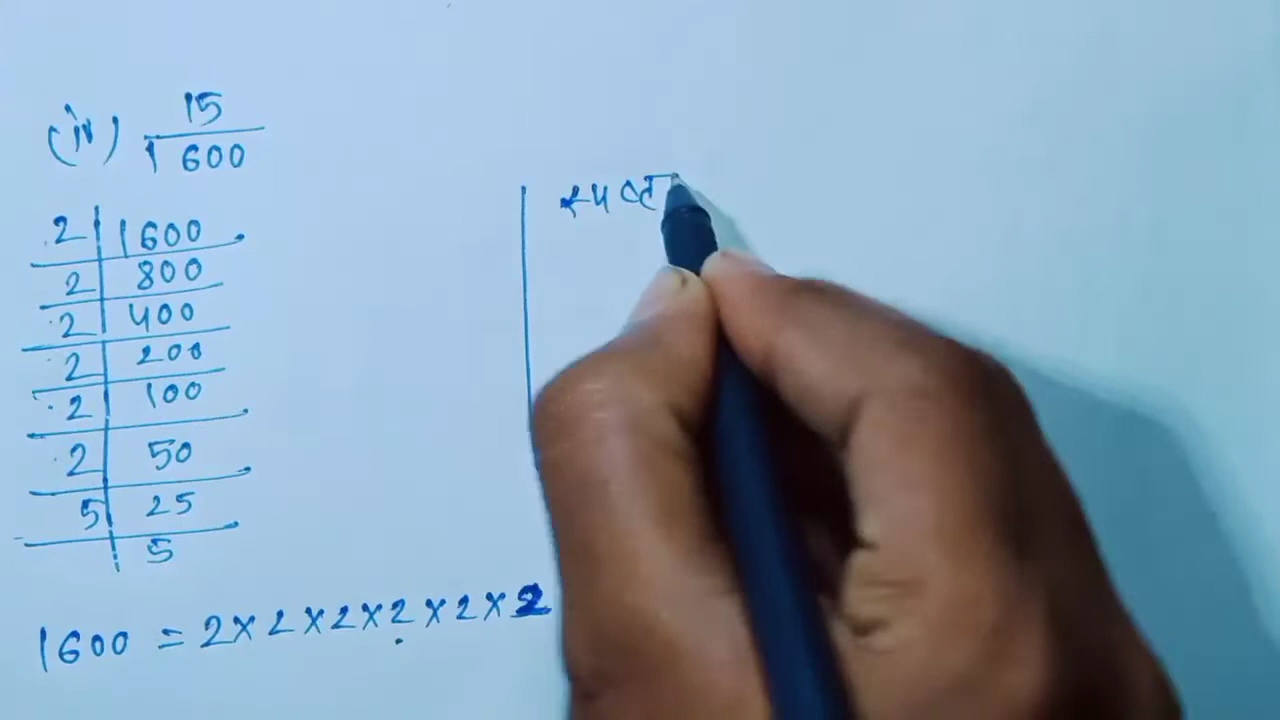 (iv) 15
1600
2 | 1600
2 | 800
2 | 400
2 | 200
2 | 100
2 | 50
5 | 25
5
1600 = 2×2×2×2×2×2